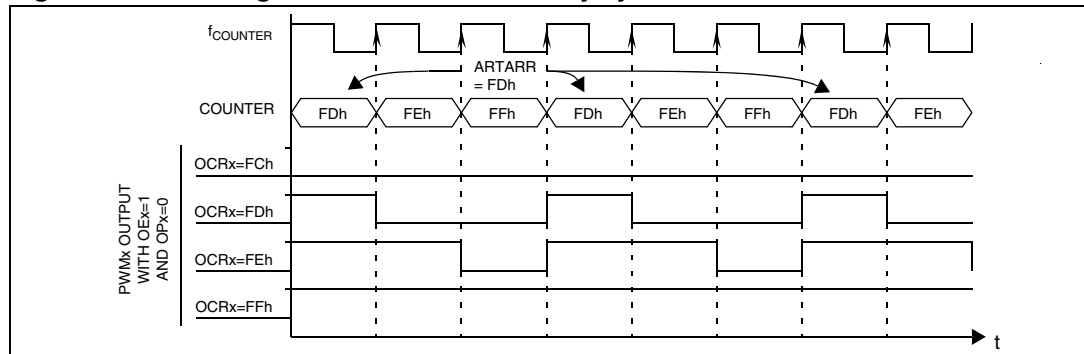 fCOUNTER
ARTARR
= FDh
COUNTER
FDh FEh FFh FDh FEh FFh FDh FEh
OCRx=FCh
OCRx=FDh
OCRx=FEh
OCRx=FFh
PWMx OUTPUT
WITH OEx=1
AND OPx=0
t